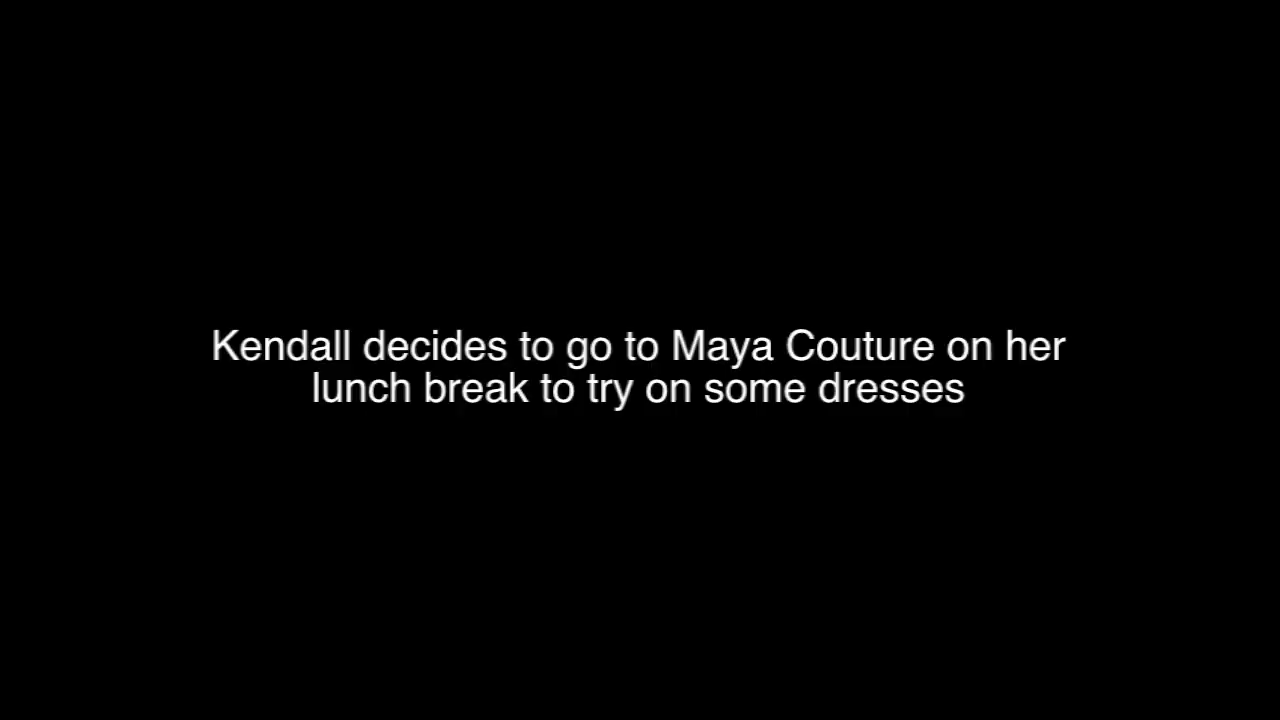 Kendall decides to go to Maya Couture on her
lunch break to try on some dresses